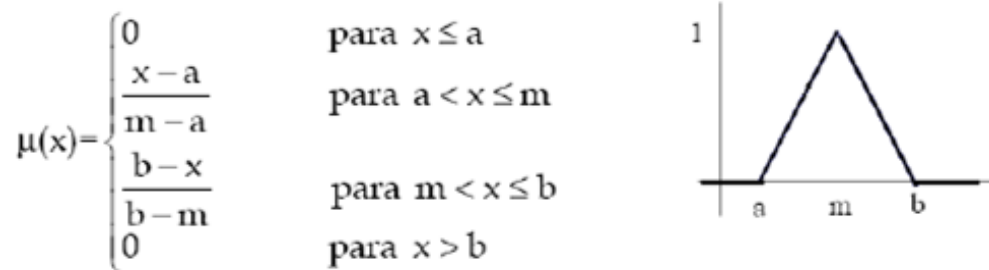 μ(x)=
0 para x ≤ a
x – a
m – a
para a < x ≤ m
b – x
b – m
para m < x ≤ b
0 para x > b
1
a m b